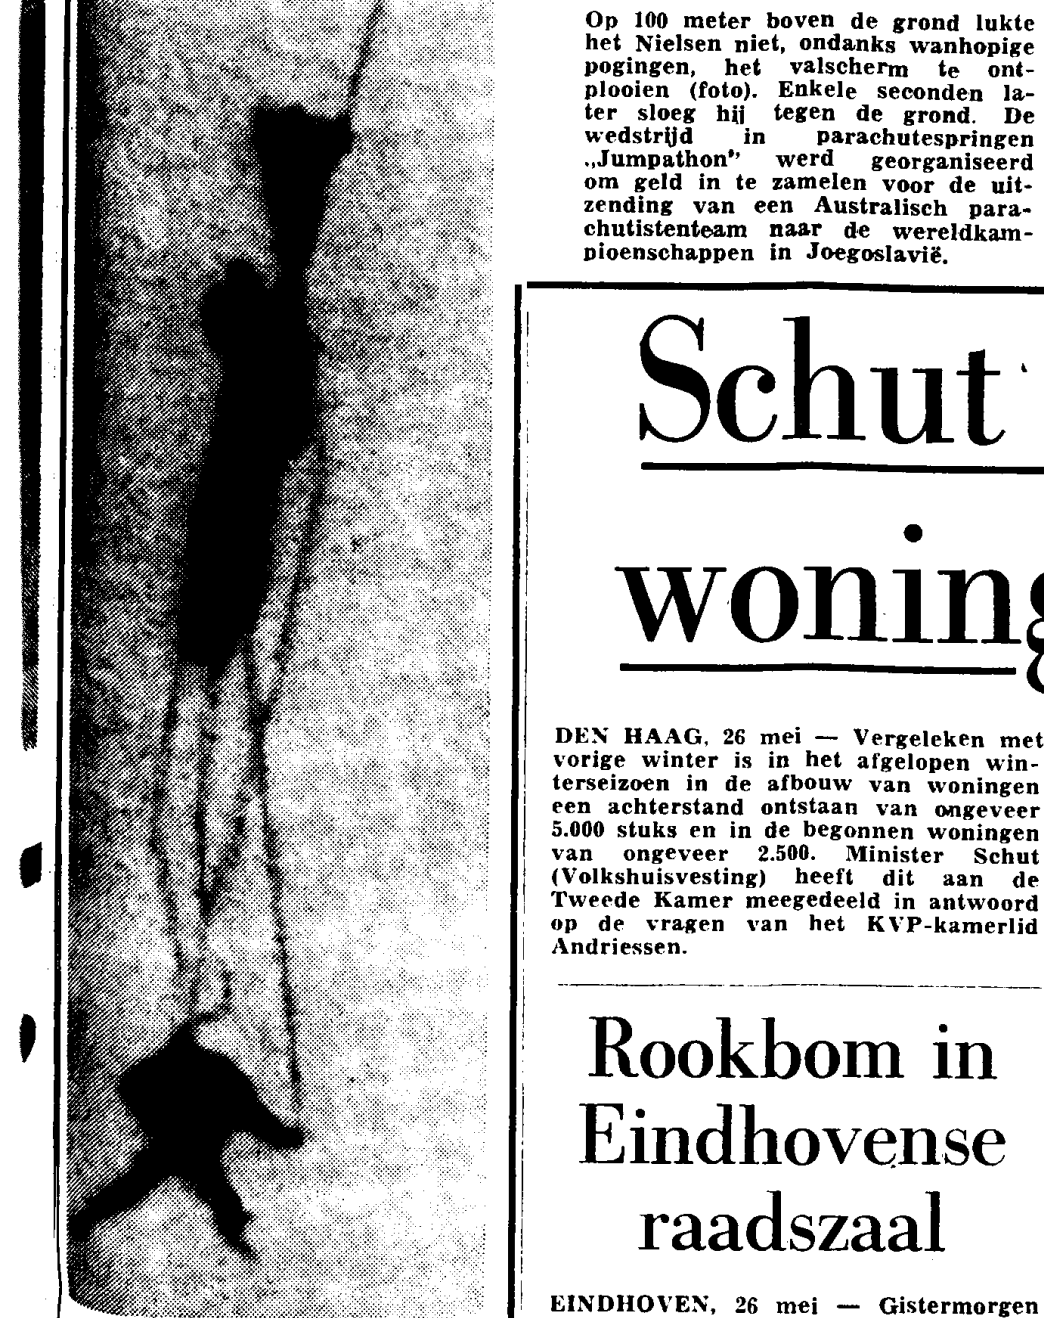 Op 100 meter boven de grond lukte
het Nielsen niet, ondanks wanhopige
pogingen, het valscherm te ont-
plooien (foto). Enkele seconden la-
ter sloeg hij tegen de grond. De
wedstrijd in parachutespringen
„Jumpathon” werd georganiseerd
om geld in te zamelen voor de uit-
zending van een Australisch para-
chutistenteam naar de wereldkam-
pioenschappen in Joegoslavië.
Schut
woning
DEN HAAG, 26 mei — Vergeleken met
vorige winter is in het afgelopen win-
terseizoen in de afbouw van woningen
een achterstand ontstaan van ongeveer
5.000 stuks en in de begonnen woningen
van ongeveer 2.500. Minister Schut
(Volkshuisvesting) heeft dit aan de
Tweede Kamer meegedeeld in antwoord
op de vragen van het KVP-kamerlid
Andriessen.
Rookbom in
Eindhovense
raadszaal
EINDHOVEN, 26 mei — Gistermorgen